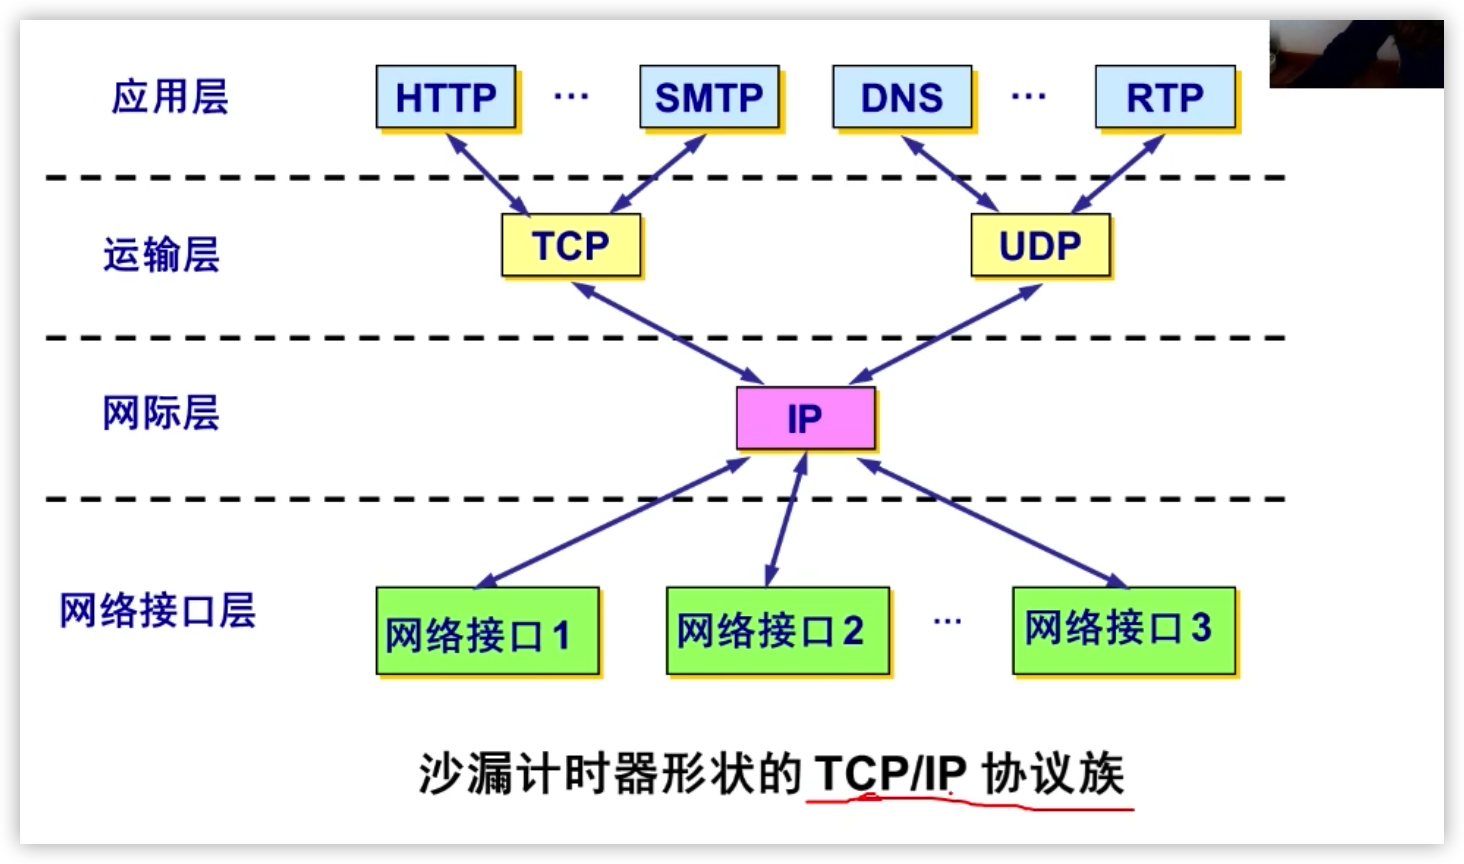 应用层
HTTP … SMTP DNS … RTP
运输层
TCP UDP
网际层
IP
网络接口层
网络接口1 网络接口2 … 网络接口3
沙漏计时器形状的 TCP/IP 协议族